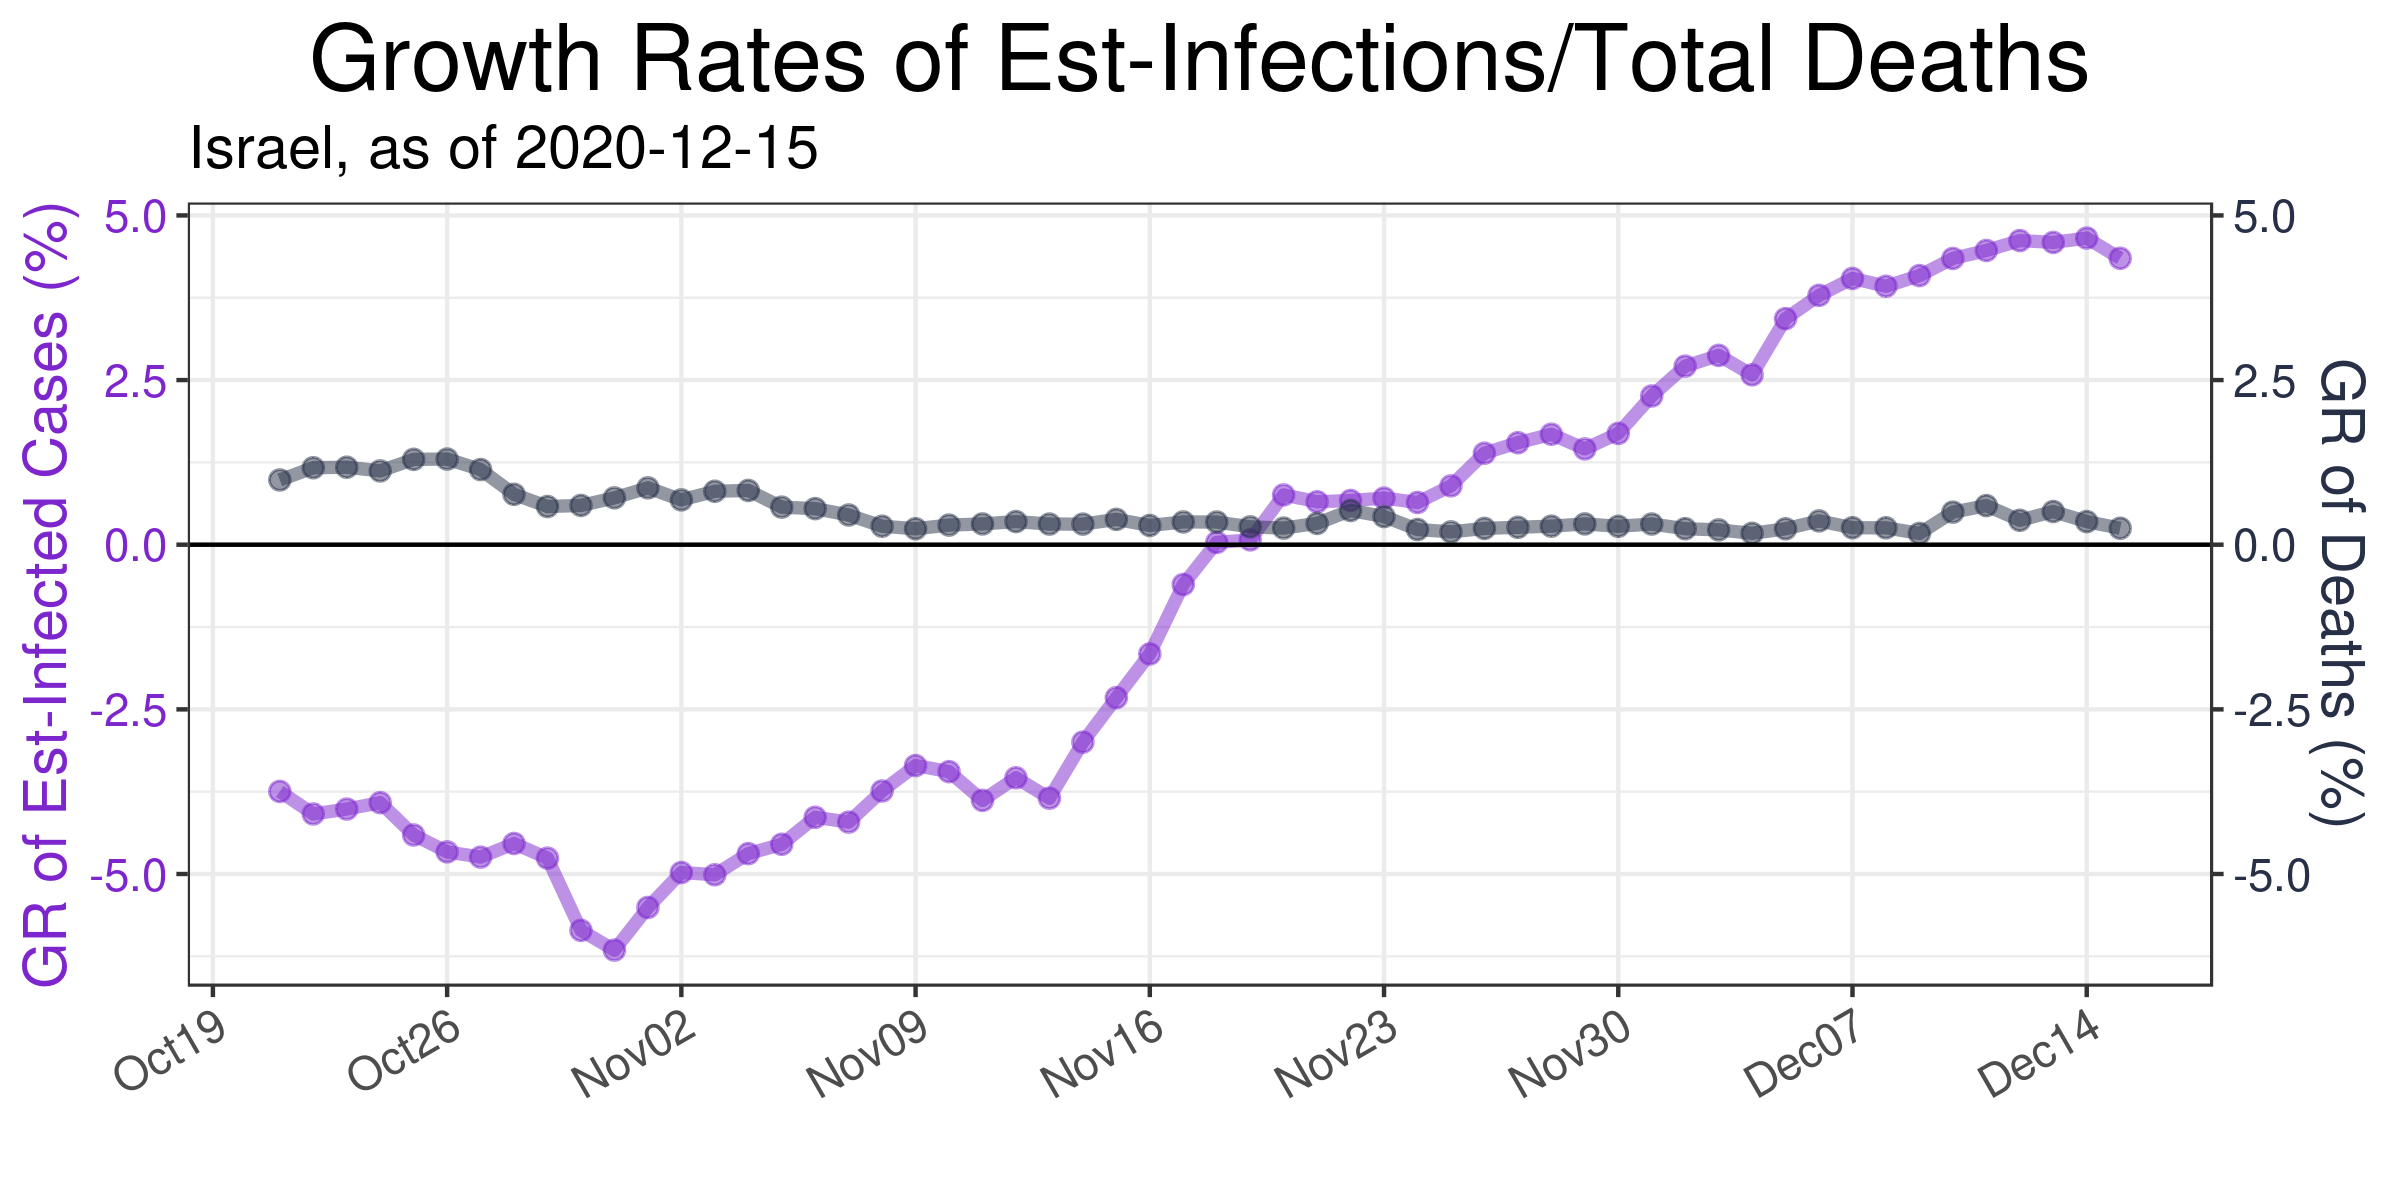 Growth Rates of Est-Infections/Total Deaths
Israel, as of 2020-12-15
GR of Est-Infected Cases (%)
5.0
2.5
0.0
-2.5
-5.0
5.0
2.5
0.0
-2.5
-5.0
GR of Deaths (%)
Oct19
Oct26
Nov02
Nov09
Nov16
Nov23
Nov30
Dec07
Dec14